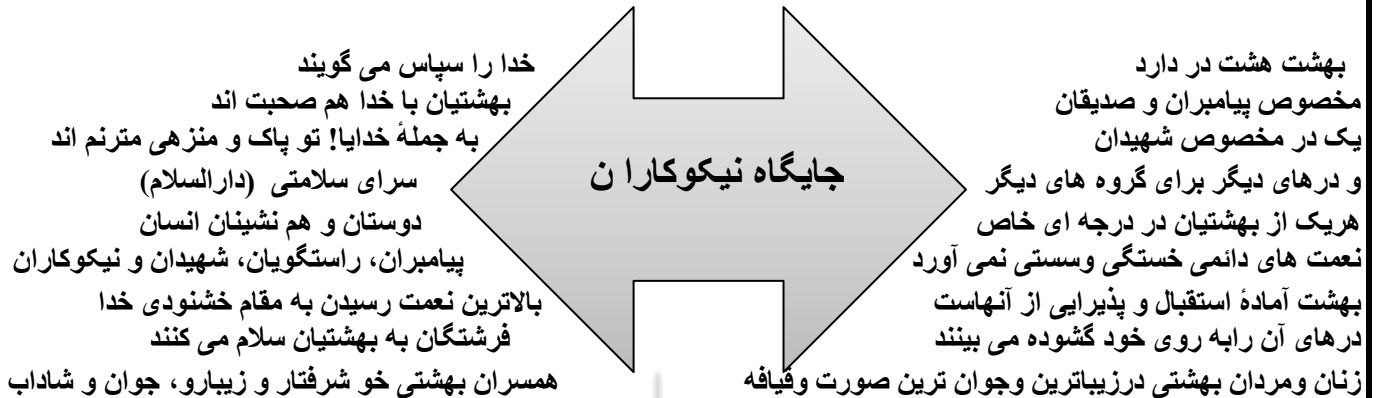 بهشت هشت در دارد
مخصوص پیامبران و صدیقان
یک در مخصوص شهیدان
و درهای دیگر برای گروه های دیگر
هریک از بهشتیان در درجه ای خاص
نعمت های دائمی خستگی وسستی نمی آورد
بهشت آمادۀ استقبال و پذیرایی از آنهاست
درهای آن رابه روی خود گشوده می بینند
زنان ومردان بهشتی درزیباترین وجوان ترین صورت وقیافه
جایگاه نیکوکارا ن
خدا را سپاس می گویند
بهشتیان با خدا هم صحبت اند
به جملۀ خدایا! تو پاک و منزهی مترنم اند
سرای سلامتی (دارالسلام)
دوستان و هم نشینان انسان
پیامبران، راستگویان، شهیدان و نیکوکاران
بالاترین نعمت رسیدن به مقام خشنودی خدا
فرشتگان به بهشتیان سلام می کنند
همسران بهشتی خو شرفتار و زیبارو، جوان و شاداب